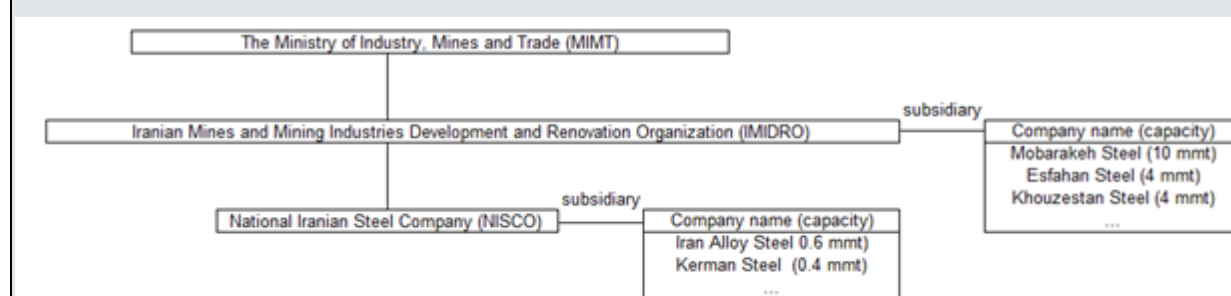 The Ministry of Industry, Mines and Trade (MIMT)
subsidiary
Iranian Mines and Mining Industries Development and Renovation Organization (IMIDRO)
Company name (capacity)
Mobarakeh Steel (10 mmt)
Esfahan Steel (4 mmt)
Khouzestan Steel (4 mmt)
...
subsidiary
National Iranian Steel Company (NISCO)
Company name (capacity)
Iran Alloy Steel 0.6 mmt)
Kerman Steel (0.4 mmt)
...